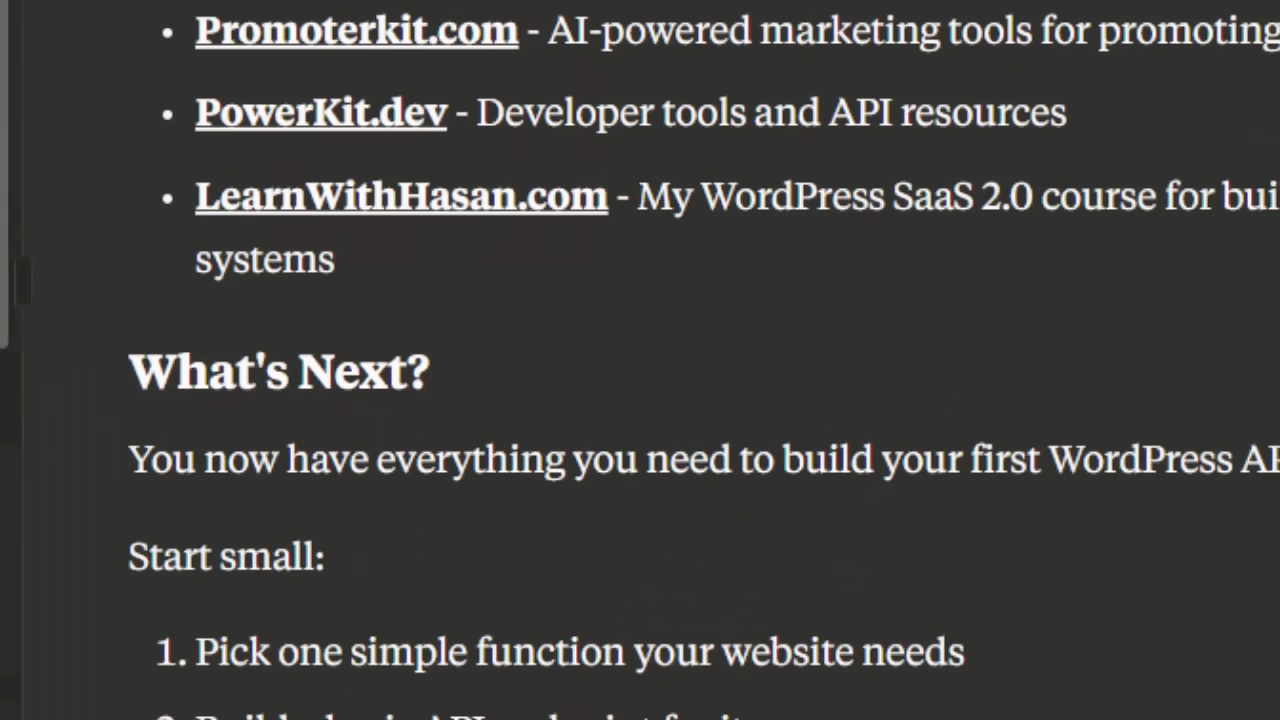 • Promoterkit.com - AI-powered marketing tools for promoting
• PowerKit.dev - Developer tools and API resources
• LearnWithHasan.com - My WordPress SaaS 2.0 course for
systems
What's Next?
You now have everything you need to build your first WordPress
Start small:
1. Pick one simple function your website needs